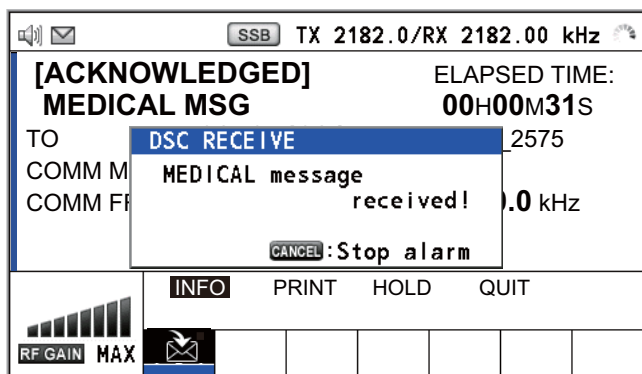 SSB TX 2182.0/RX 2182.00 kHz
[ACKNOWLEDGED] ELAPSED TIME:
MEDICAL MSG 00H00M31S
TO _2575
DSC RECEIVE
COMM M
MEDICAL message
received!
COMM .0 kHz
CANCEL:Stop alarm
INFO PRINT HOLD QUIT
RF GAIN MAX